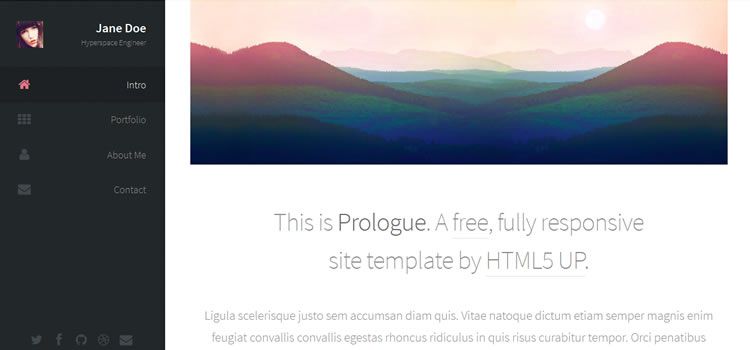 Jane Doe
Hyperspace Engineer
Intro
Portfolio
About Me
Contact
This is Prologue. A free, fully responsive
site template by HTML5 UP.
Ligula scelerisque justo sem accumsan diam quis. Vitae natoque dictum etiam semper magnis enim
feugiat convallis convallis egestas rhoncus ridiculus in quis risus curabitur tempor. Orci penatibus